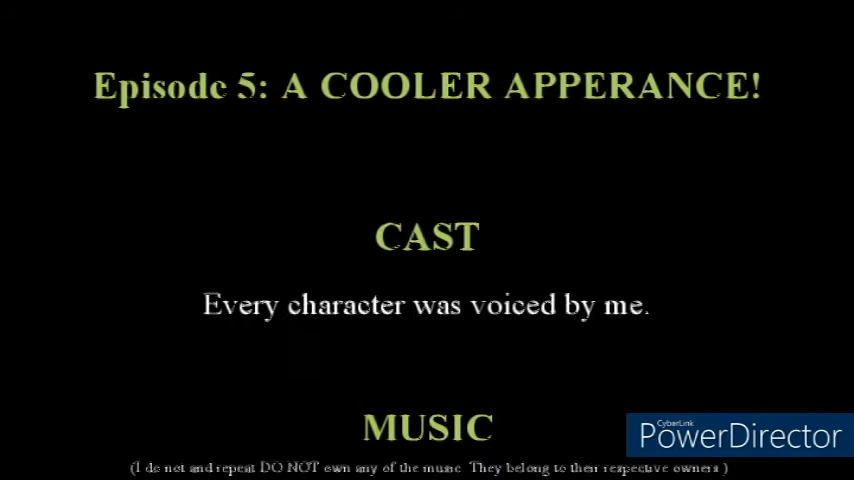 Episode 5: A COOLER APPERANCE!
CAST
Every character was voiced by me.
MUSIC
CyberLink
PowerDirector
(I do not and repeat DO NOT own any of the music. They belong to their respective owners.)